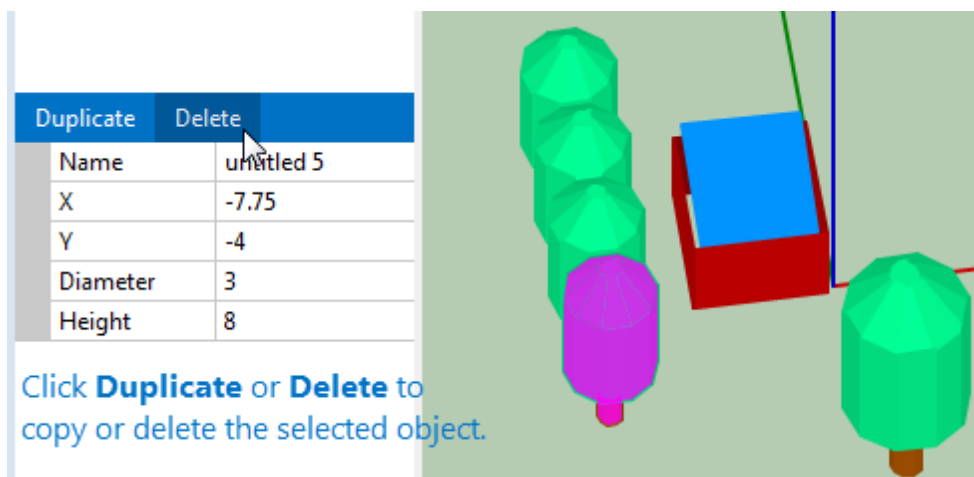 Duplicate Delete
Name untitled 5
X -7.75
Y -4
Diameter 3
Height 8
Click Duplicate or Delete to
copy or delete the selected object.